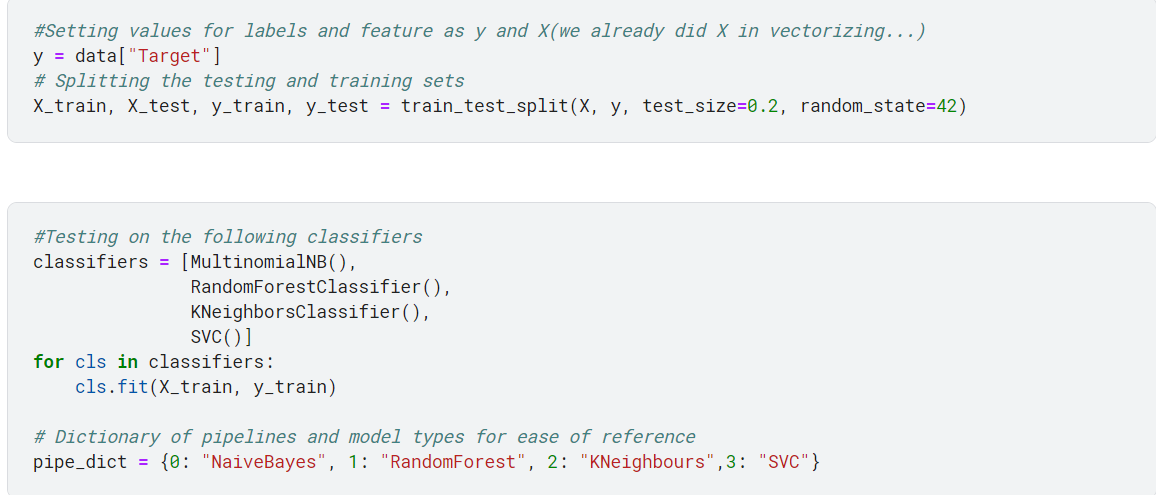 #Setting values for labels and feature as y and X(we already did X in vectorizing...)
y = data["Target"]
# Splitting the testing and training sets
X_train, X_test, y_train, y_test = train_test_split(X, y, test_size=0.2, random_state=42)
#Testing on the following classifiers
classifiers = [MultinomialNB(),
               RandomForestClassifier(),
               KNeighborsClassifier(),
               SVC()]
for cls in classifiers:
    cls.fit(X_train, y_train)
# Dictionary of pipelines and model types for ease of reference
pipe_dict = {0: "NaiveBayes", 1: "RandomForest", 2: "KNeighbours",3: "SVC"}